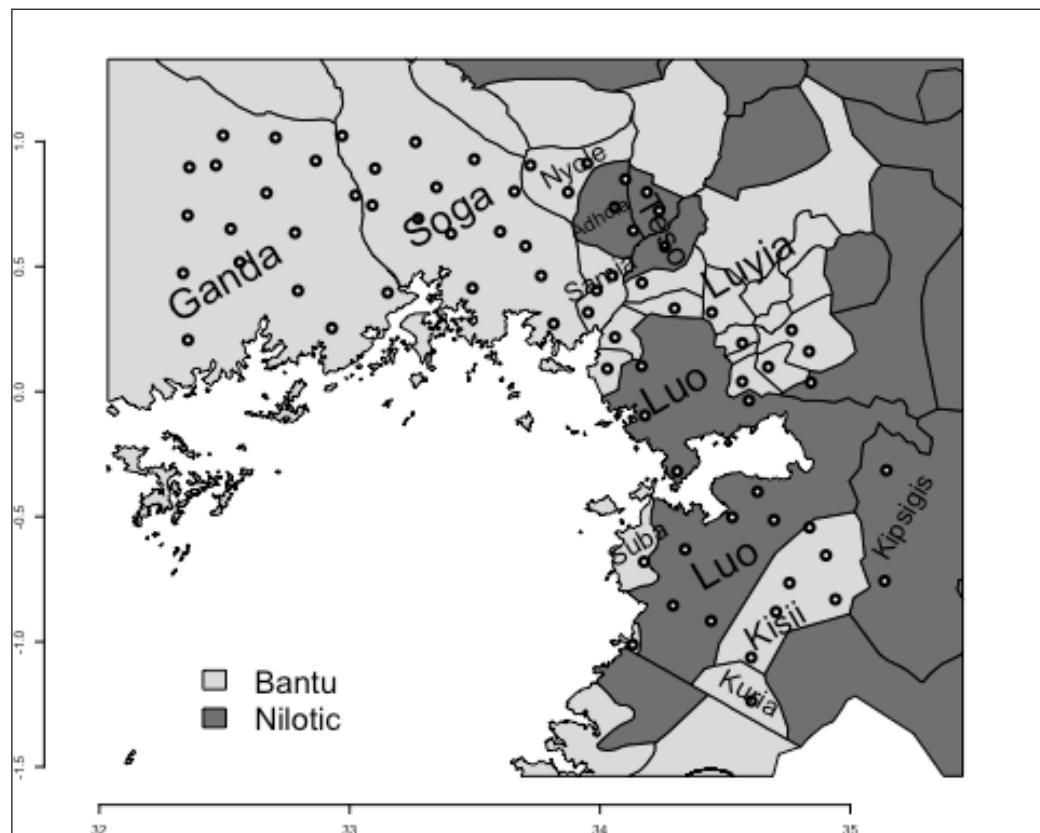 1.0
0.5
0.0
-0.5
-1.0
-1.5
Nyole
Adhola
Teso
Soga
Ganda
Samia
Luyia
Luo
Suba
Luo
Kipsigis
Kisii
Kuria
Bantu
Nilotic
32
33
34
35